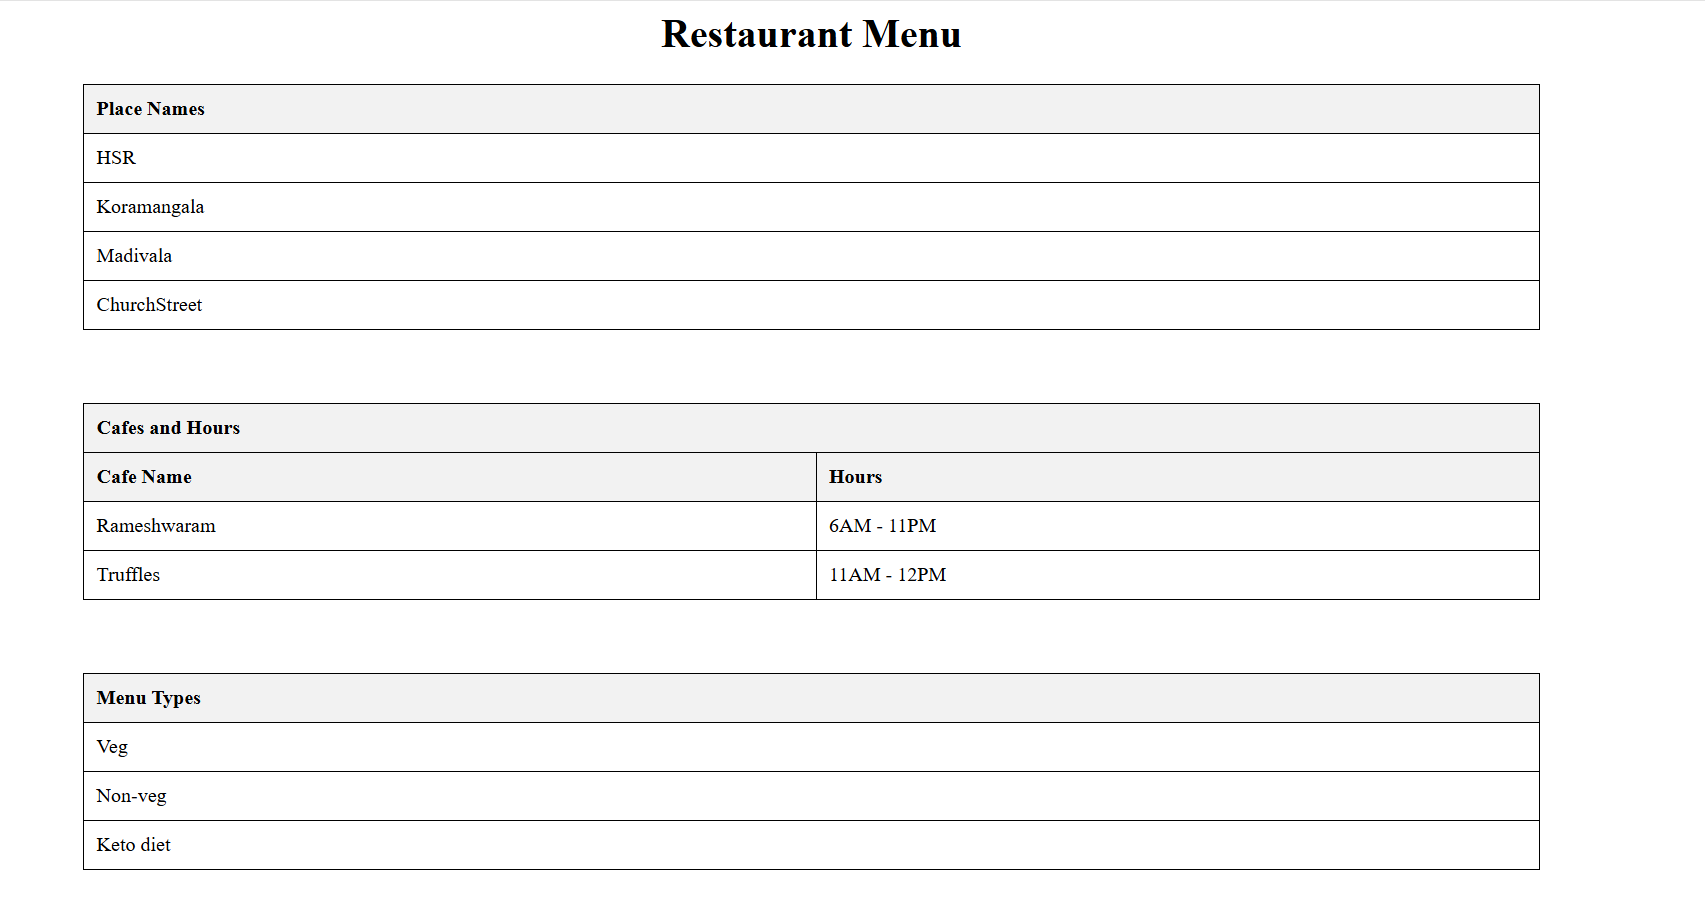 Restaurant Menu
Place Names
HSR
Koramangala
Madivala
ChurchStreet
Cafes and Hours
Cafe Name Hours
Rameshwaram 6AM - 11PM
Truffles 11AM - 12PM
Menu Types
Veg
Non-veg
Keto diet